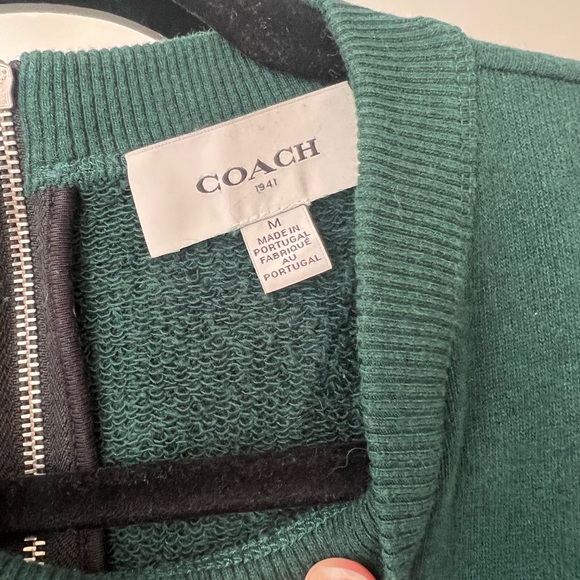 COACH
1941
M
MADE IN
PORTUGAL
FABRIQUÉ
AU
PORTUGAL